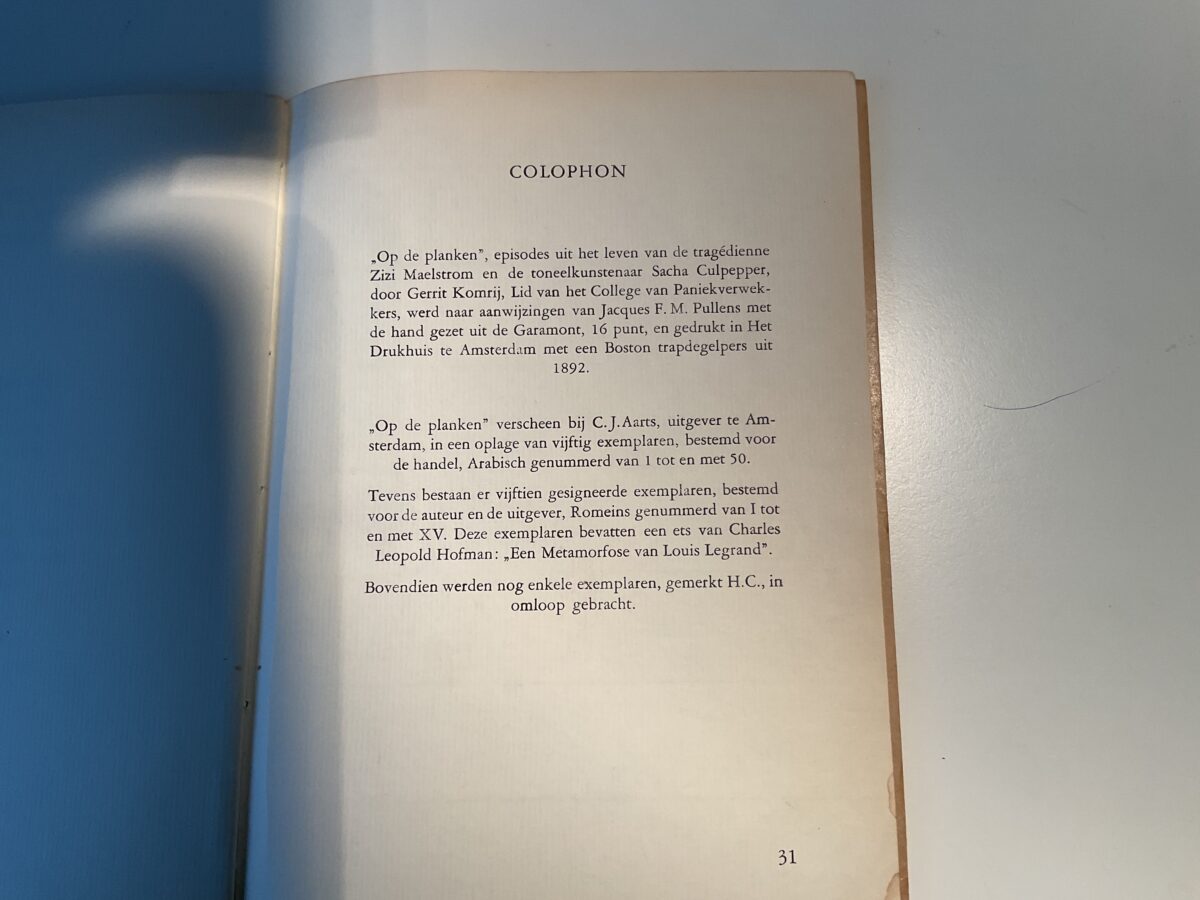 COLOPHON
„Op de planken”, episodes uit het leven van de tragédienne
Zizi Maelstrom en de toneelkunstenaar Sacha Culpepper,
door Gerrit Komrij, Lid van het College van Paniekverwek-
kers, werd naar aanwijzingen van Jacques F. M. Pullens met
de hand gezet uit de Garamont, 16 punt, en gedrukt in Het
Drukhuis te Amsterdam met een Boston trapdegelpers uit
1892.
„Op de planken” verscheen bij C.J. Aarts, uitgever te Am-
sterdam, in een oplage van vijftig exemplaren, bestemd voor
de handel, Arabisch genummerd van 1 tot en met 50.
Tevens bestaan er vijftien gesigneerde exemplaren, bestemd
voor de auteur en de uitgever, Romeins genummerd van I tot
en met XV. Deze exemplaren bevatten een ets van Charles
Leopold Hofman: „Een Metamorfose van Louis Legrand”.
Bovendien werden nog enkele exemplaren, gemerkt H.C., in
omloop gebracht.
31